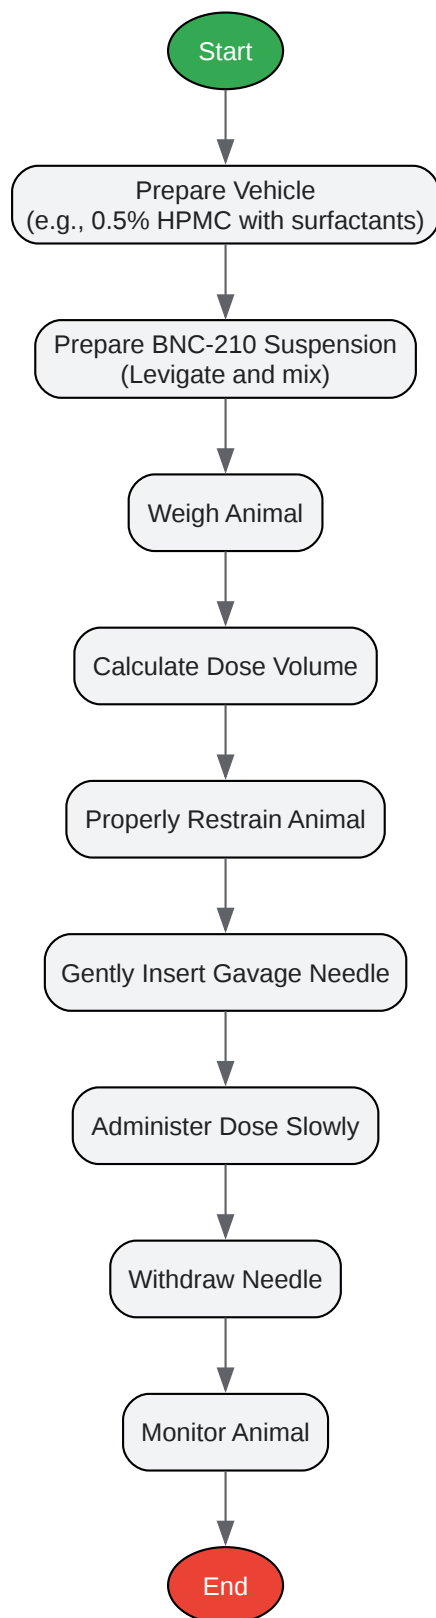 Start
Prepare Vehicle
(e.g., 0.5% HPMC with surfactants)
Prepare BNC-210 Suspension
(Levigate and mix)
Weigh Animal
Calculate Dose Volume
Properly Restrain Animal
Gently Insert Gavage Needle
Administer Dose Slowly
Withdraw Needle
Monitor Animal
End